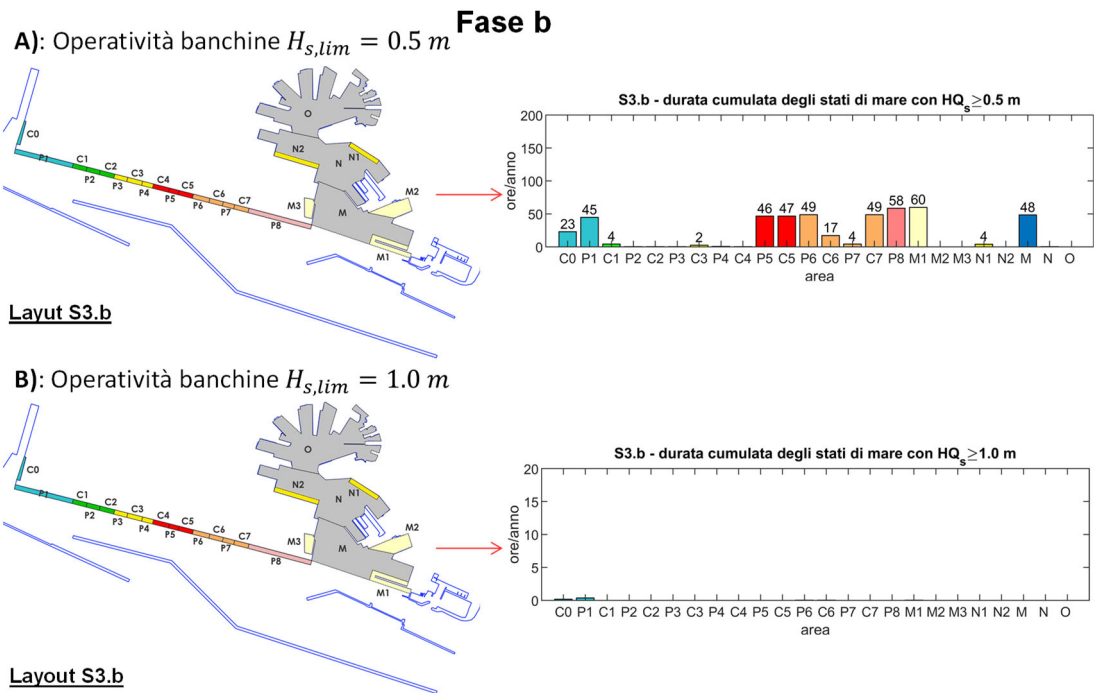 Fase b
A): Operatività banchine H_{s,lim} = 0.5 m
C0
P1
C1
P2
C2
P3
C3
P4
C4
P5
C5
P6
C6
P7
C7
P8
O
N2
N1
N
M2
M3
M
M1
Layut S3.b
S3.b - durata cumulata degli stati di mare con HQ_s≥0.5 m
ore/anno
200
150
100
50
0
23 45 4 2 46 47 49 17 4 49 58 60 4 48
C0 P1 C1 P2 C2 P3 C3 P4 C4 P5 C5 P6 C6 P7 C7 P8 M1 M2 M3 N1 N2 M N O
area
B): Operatività banchine H_{s,lim} = 1.0 m
C0
P1
C1
P2
C2
P3
C3
P4
C4
P5
C5
P6
C6
P7
C7
P8
O
N2
N1
N
M2
M3
M
M1
Layout S3.b
S3.b - durata cumulata degli stati di mare con HQ_s≥1.0 m
ore/anno
20
15
10
5
0
C0 P1 C1 P2 C2 P3 C3 P4 C4 P5 C5 P6 C6 P7 C7 P8 M1 M2 M3 N1 N2 M N O
area